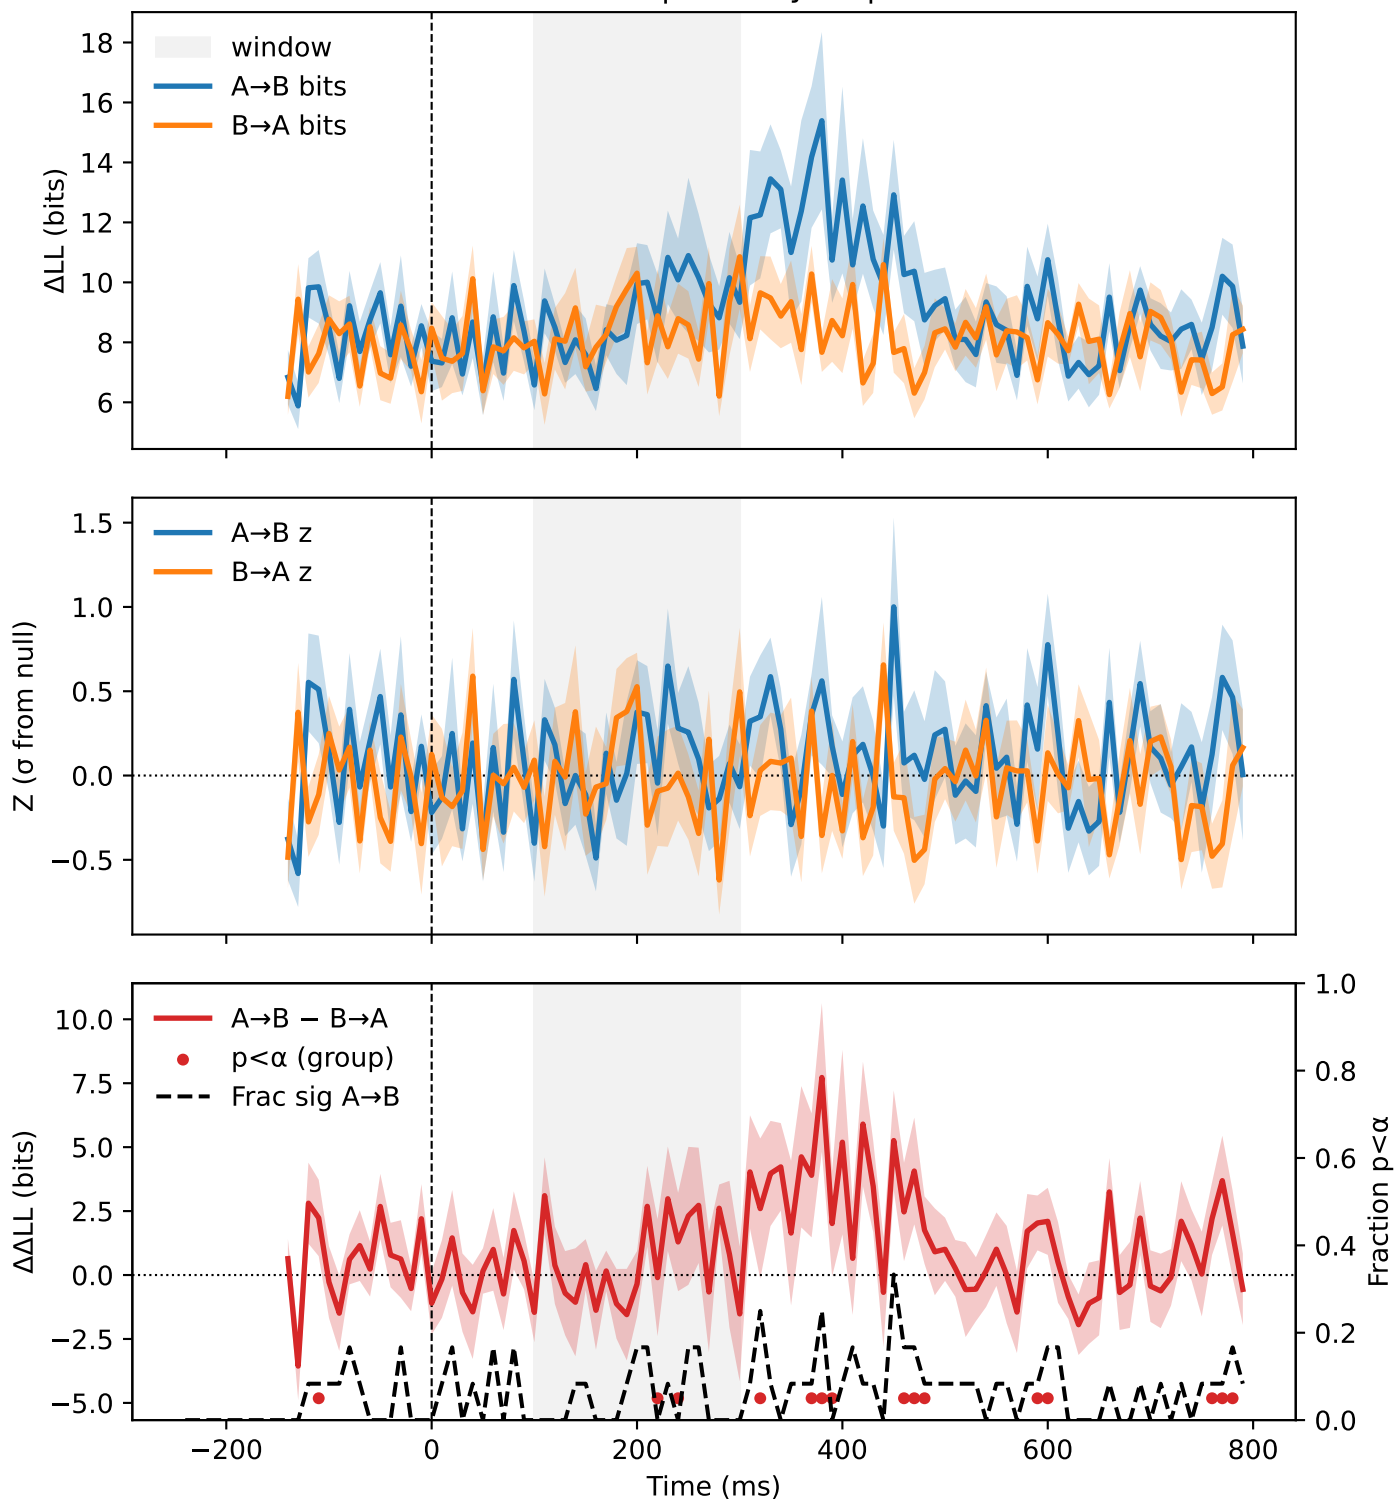 18
16
14
12
10
8
6
ΔLL (bits)
window
A→B bits
B→A bits
1.5
1.0
0.5
0.0
−0.5
Z (σ from null)
A→B z
B→A z
10.0
7.5
5.0
2.5
0.0
−2.5
−5.0
ΔΔLL (bits)
A→B − B→A
p<α (group)
Frac sig A→B
1.0
0.8
0.6
0.4
0.2
0.0
Fraction p<α
−200 0 200 400 600 800
Time (ms)